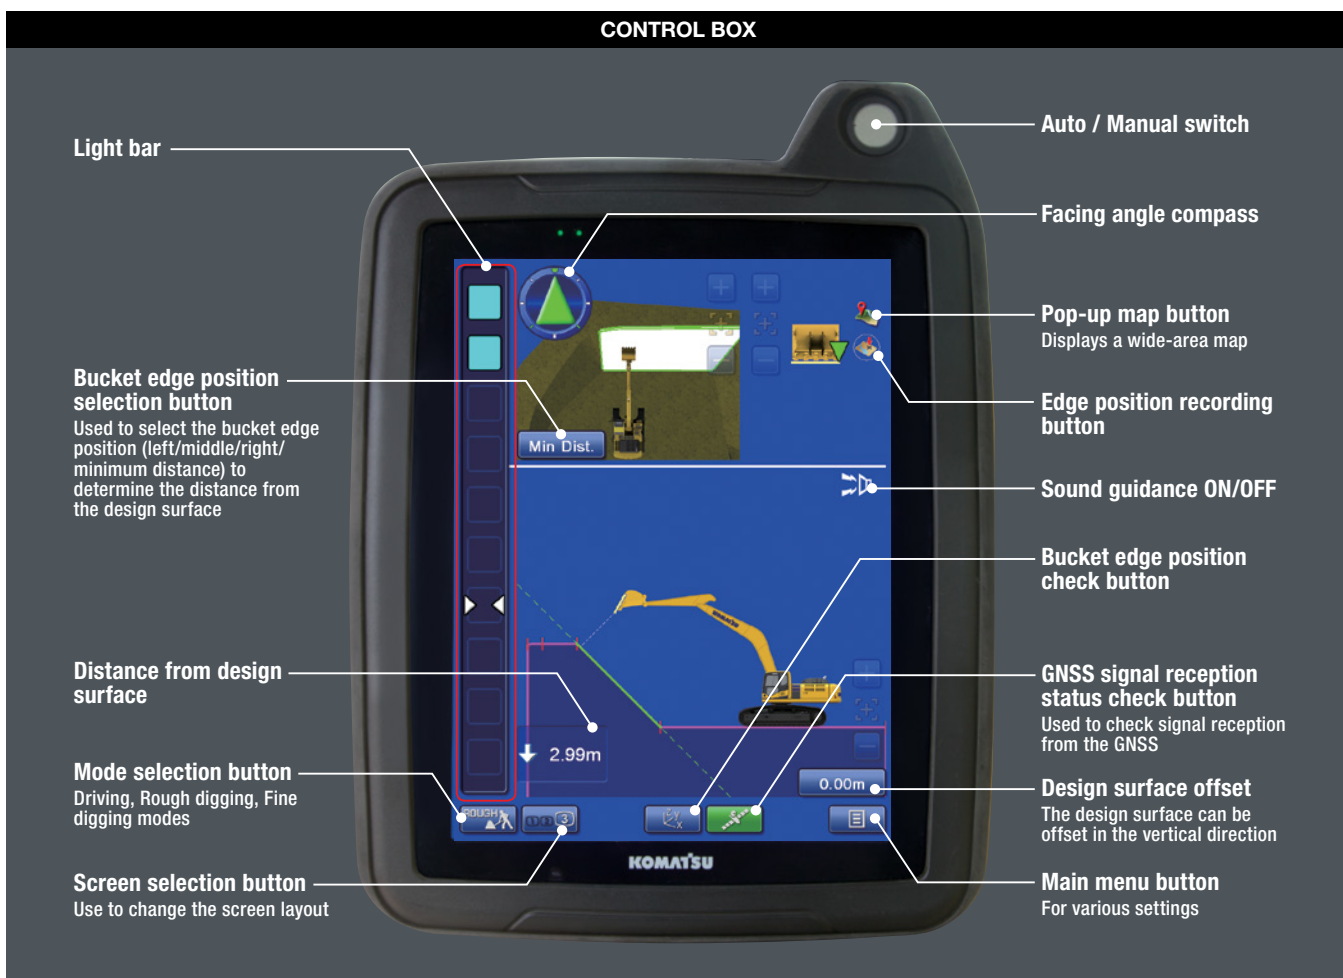 CONTROL BOX
Light bar
Bucket edge position
selection button
Used to select the bucket edge
position (left/middle/right/
minimum distance) to
determine the distance from
the design surface
Distance from design
surface
Mode selection button
Driving, Rough digging, Fine
digging modes
Screen selection button
Use to change the screen layout
Min Dist.
KOMATSU
2.99m
0.00m
ROUGH
3
Z
Y
X
KOMATSU
Auto / Manual switch
Facing angle compass
Pop-up map button
Displays a wide-area map
Edge position recording
button
Sound guidance ON/OFF
Bucket edge position
check button
GNSS signal reception
status check button
Used to check signal reception
from the GNSS
Design surface offset
The design surface can be
offset in the vertical direction
Main menu button
For various settings